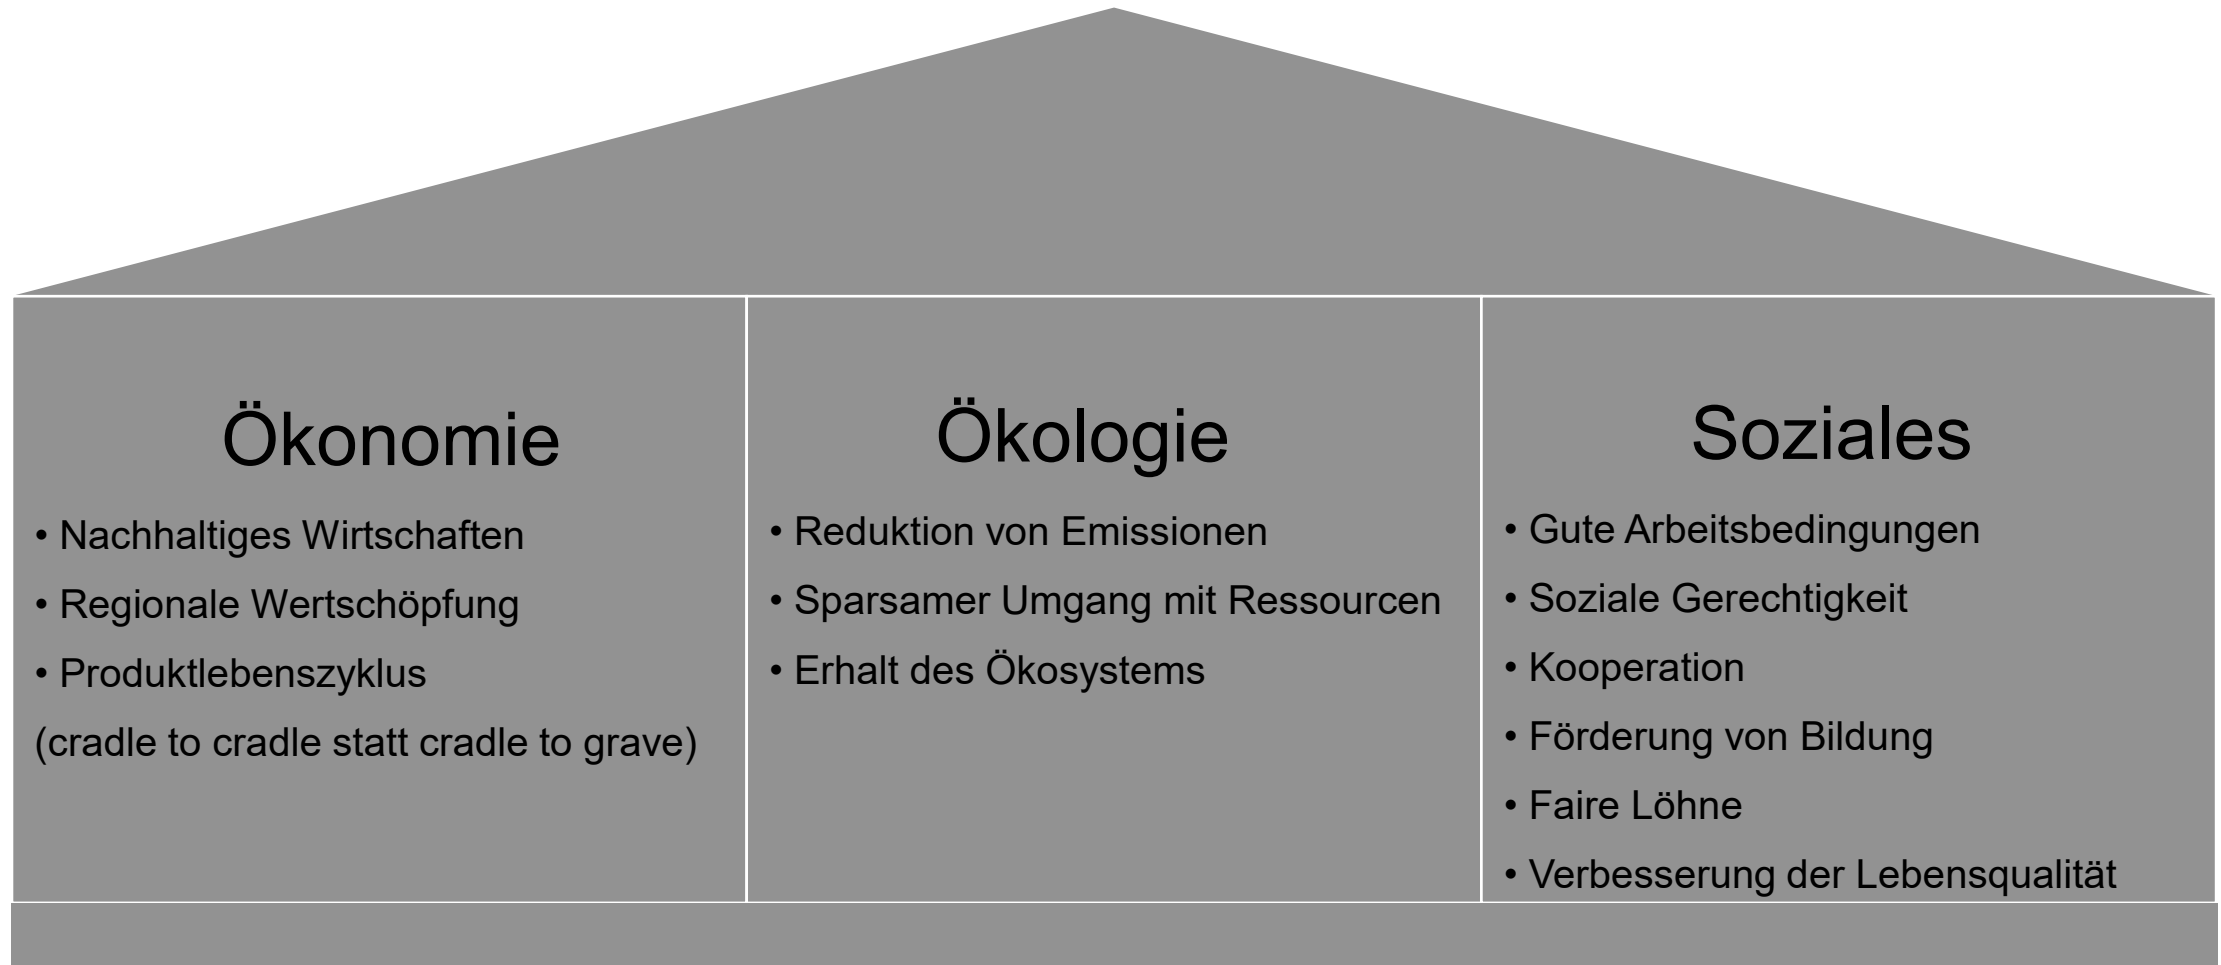 Ökonomie
• Nachhaltiges Wirtschaften
• Regionale Wertschöpfung
• Produktlebenszyklus
(cradle to cradle statt cradle to grave)
Ökologie
• Reduktion von Emissionen
• Sparsamer Umgang mit Ressourcen
• Erhalt des Ökosystems
Soziales
• Gute Arbeitsbedingungen
• Soziale Gerechtigkeit
• Kooperation
• Förderung von Bildung
• Faire Löhne
• Verbesserung der Lebensqualität